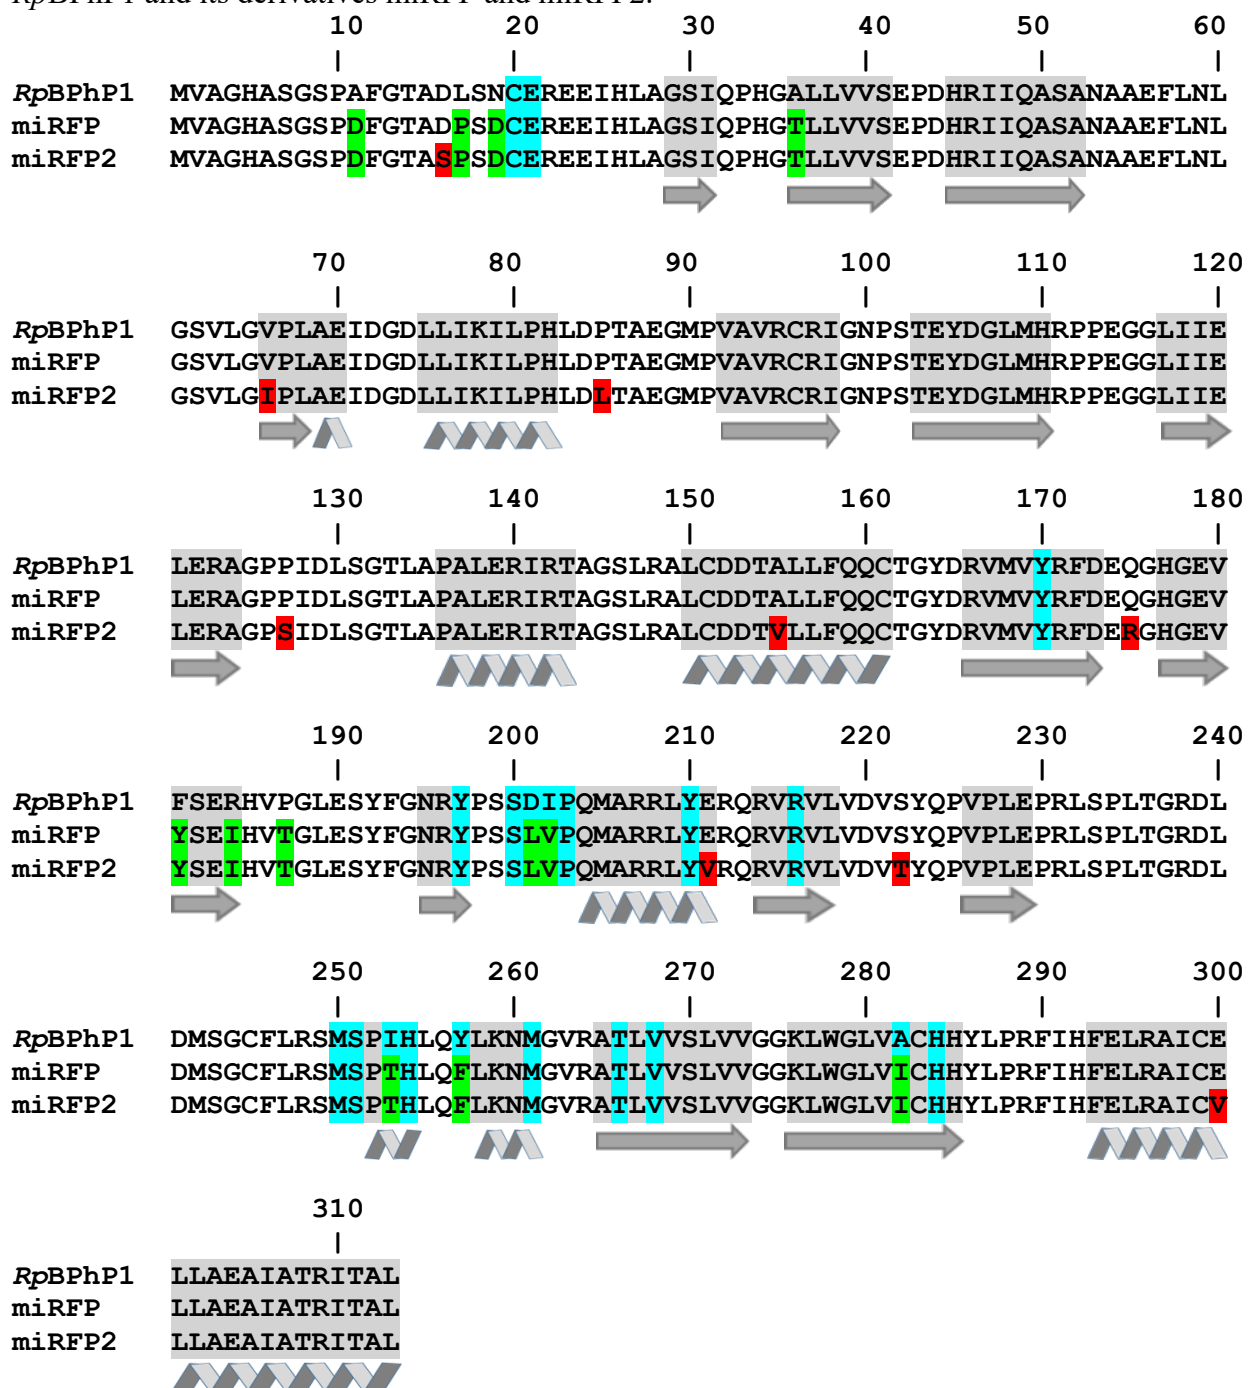 RpBPhP1 and its derivatives miRFP and miRFP2.
10 20 30 40 50 60
RpBPhP1 MVAGHASGSPAFGTADLSNCEREEIHLAGSIQPHGALLVVSEPDHRIIQASANAAEFLNL
miRFP MVAGHASGSPDFGTADPSDCEREEIHLAGSIQPHGTLLVVSEPDHRIIQASANAAEFLNL
miRFP2 MVAGHASGSPDFGTASPSDCEREEIHLAGSIQPHGTLLVVSEPDHRIIQASANAAEFLNL
70 80 90 100 110 120
RpBPhP1 GSVLGVPLAEIDGDLLIKILPHLDPTAEGMPVAVRCRIGNPSTEYDGLMHRPPEGGLIIE
miRFP GSVLGVPLAEIDGDLLIKILPHLDPTAEGMPVAVRCRIGNPSTEYDGLMHRPPEGGLIIE
miRFP2 GSVLGIPLAEIDGDLLIKILPHLDLTAEGMPVAVRCRIGNPSTEYDGLMHRPPEGGLIIE
130 140 150 160 170 180
RpBPhP1 LERAGPPIDLSGTLAPALERIRTAGSLRALCDDTALLFQQCTGYDRVMVYRFDEQGHGEV
miRFP LERAGPPIDLSGTLAPALERIRTAGSLRALCDDTALLFQQCTGYDRVMVYRFDEQGHGEV
miRFP2 LERAGPSIDLSGTLAPALERIRTAGSLRALCDDTVLLFQQCTGYDRVMVYRFDERGHGEV
190 200 210 220 230 240
RpBPhP1 FSERHVPGLESYFGNRYPSSDIPQMARRLYERQRVRVLVDVSYQPVPLEPRLSPLTGRDL
miRFP YSEIHVTGLESYFGNRYPSSLVPQMARRLYERQRVRVLVDVSYQPVPLEPRLSPLTGRDL
miRFP2 YSEIHVTGLESYFGNRYPSSLVPQMARRLYVRQRVRVLVDVTYQPVPLEPRLSPLTGRDL
250 260 270 280 290 300
RpBPhP1 DMSGCFLRSMSPIHLQYLKNMGVRATLVVSLVVGGKLWGLVACHHYLPRFIHFELRAICE
miRFP DMSGCFLRSMSPTHLQFLKNMGVRATLVVSLVVGGKLWGLVICHHYLPRFIHFELRAICE
miRFP2 DMSGCFLRSMSPTHLQFLKNMGVRATLVVSLVVGGKLWGLVICHHYLPRFIHFELRAICV
310
RpBPhP1 LLAEAIATRITAL
miRFP LLAEAIATRITAL
miRFP2 LLAEAIATRITAL